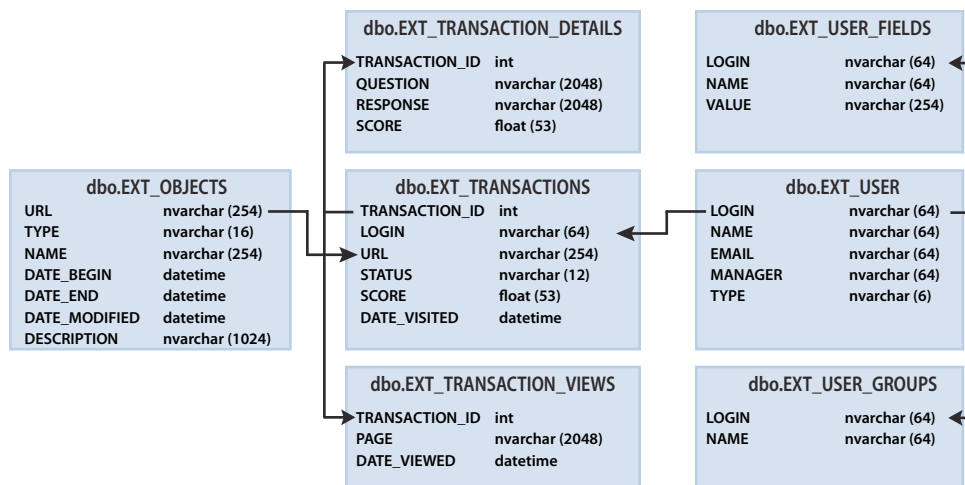 dbo.EXT_TRANSACTION_DETAILS
TRANSACTION_ID int
QUESTION nvarchar (2048)
RESPONSE nvarchar (2048)
SCORE float (53)
dbo.EXT_USER_FIELDS
LOGIN nvarchar (64)
NAME nvarchar (64)
VALUE nvarchar (254)
dbo.EXT_OBJECTS
URL nvarchar (254)
TYPE nvarchar (16)
NAME nvarchar (254)
DATE_BEGIN datetime
DATE_END datetime
DATE_MODIFIED datetime
DESCRIPTION nvarchar (1024)
dbo.EXT_TRANSACTIONS
TRANSACTION_ID int
LOGIN nvarchar (64)
URL nvarchar (254)
STATUS nvarchar (12)
SCORE float (53)
DATE_VISITED datetime
dbo.EXT_USER
LOGIN nvarchar (64)
NAME nvarchar (64)
EMAIL nvarchar (64)
MANAGER nvarchar (64)
TYPE nvarchar (6)
dbo.EXT_TRANSACTION_VIEWS
TRANSACTION_ID int
PAGE nvarchar (2048)
DATE_VIEWED datetime
dbo.EXT_USER_GROUPS
LOGIN nvarchar (64)
NAME nvarchar (64)